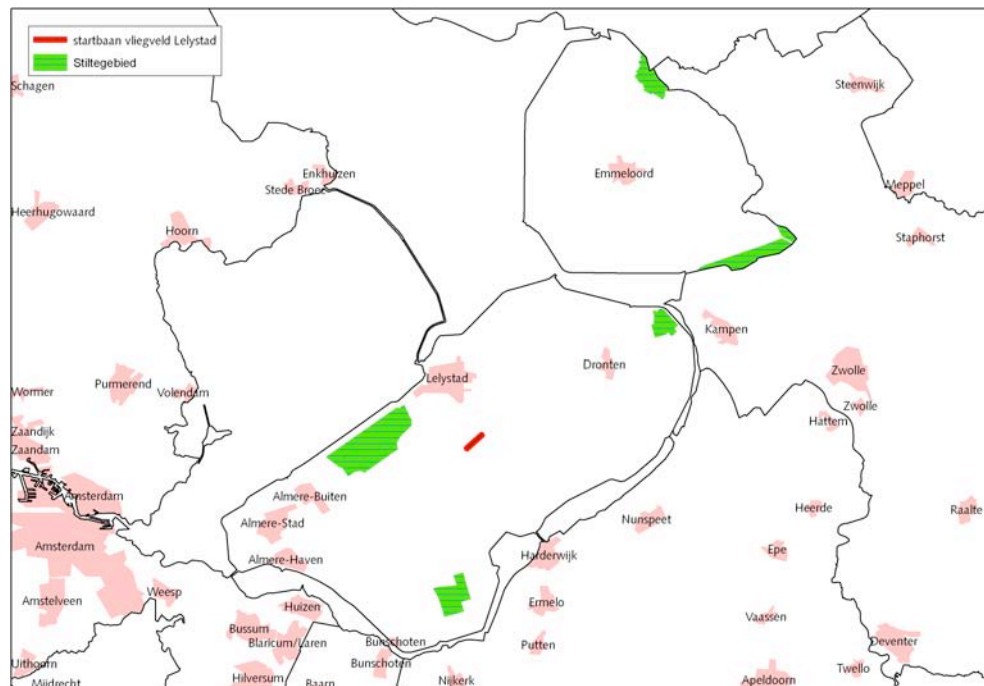 startbaan vliegveld Lelystad
Stiltegebied
Schagen
Steenwijk
Emmeloord
Enkhuizen
Stede Broec
Meppel
Heerhugowaard
Hoorn
Staphorst
Kampen
Dronten
Zwolle
Lelystad
Purmerend
Volendam
Wormer
Zwolle
Hattem
Zaandijk
Zaandam
Almere-Buiten
Amsterdam
Almere-Stad
Nunspeet
Heerde
Raalte
Amsterdam
Almere-Haven
Harderwijk
Epe
Weesp
Amstelveen
Huizen
Ermelo
Vaassen
Bussum
Blaricum/Laren
Bunschoten
Putten
Deventer
Uithoorn
Bunschoten
Twello
Mijdrecht
Hilversum
Baarn
Nijkerk
Apeldoorn